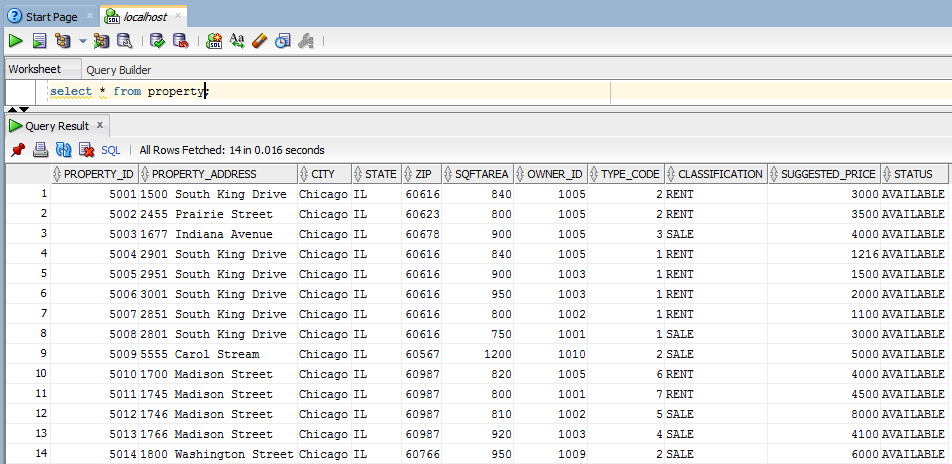 Start Page localhost
Worksheet Query Builder
select * from property;
Query Result x
SQL | All Rows Fetched: 14 in 0.016 seconds
PROPERTY_ID PROPERTY_ADDRESS CITY STATE ZIP SQFTAREA OWNER_ID TYPE_CODE CLASSIFICATION SUGGESTED_PRICE STATUS
1 5001 1500 South King Drive Chicago IL 60616 840 1005 2 RENT 3000 AVAILABLE
2 5002 2455 Prairie Street Chicago IL 60623 800 1005 2 RENT 3500 AVAILABLE
3 5003 1677 Indiana Avenue Chicago IL 60678 900 1005 3 SALE 4000 AVAILABLE
4 5004 2901 South King Drive Chicago IL 60616 840 1005 1 RENT 1216 AVAILABLE
5 5005 2951 South King Drive Chicago IL 60616 900 1003 1 RENT 1500 AVAILABLE
6 5006 3001 South King Drive Chicago IL 60616 950 1003 1 RENT 2000 AVAILABLE
7 5007 2851 South King Drive Chicago IL 60616 800 1002 1 RENT 1100 AVAILABLE
8 5008 2801 South King Drive Chicago IL 60616 750 1001 1 SALE 3000 AVAILABLE
9 5009 5555 Carol Stream Chicago IL 60567 1200 1010 2 SALE 5000 AVAILABLE
10 5010 1700 Madison Street Chicago IL 60987 820 1005 6 RENT 4000 AVAILABLE
11 5011 1745 Madison Street Chicago IL 60987 800 1001 7 RENT 4500 AVAILABLE
12 5012 1746 Madison Street Chicago IL 60987 810 1002 5 SALE 8000 AVAILABLE
13 5013 1766 Madison Street Chicago IL 60987 920 1003 4 SALE 4100 AVAILABLE
14 5014 1800 Washington Street Chicago IL 60766 950 1009 2 SALE 6000 AVAILABLE